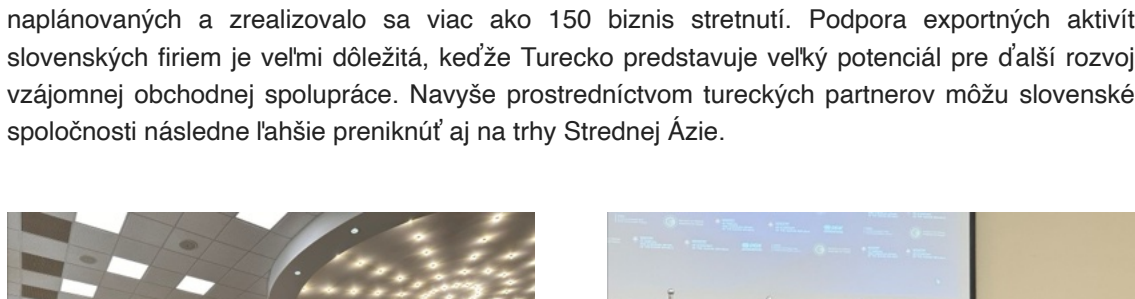 naplánovaných a zrealizovalo sa viac ako 150 biznis stretnutí. Podpora exportných aktivít
slovenských firiem je veľmi dôležitá, keďže Turecko predstavuje veľký potenciál pre ďalší rozvoj
vzájomnej obchodnej spolupráce. Navyše prostredníctvom tureckých partnerov môžu slovenské
spoločnosti následne ľahšie preniknúť aj na trhy Strednej Ázie.